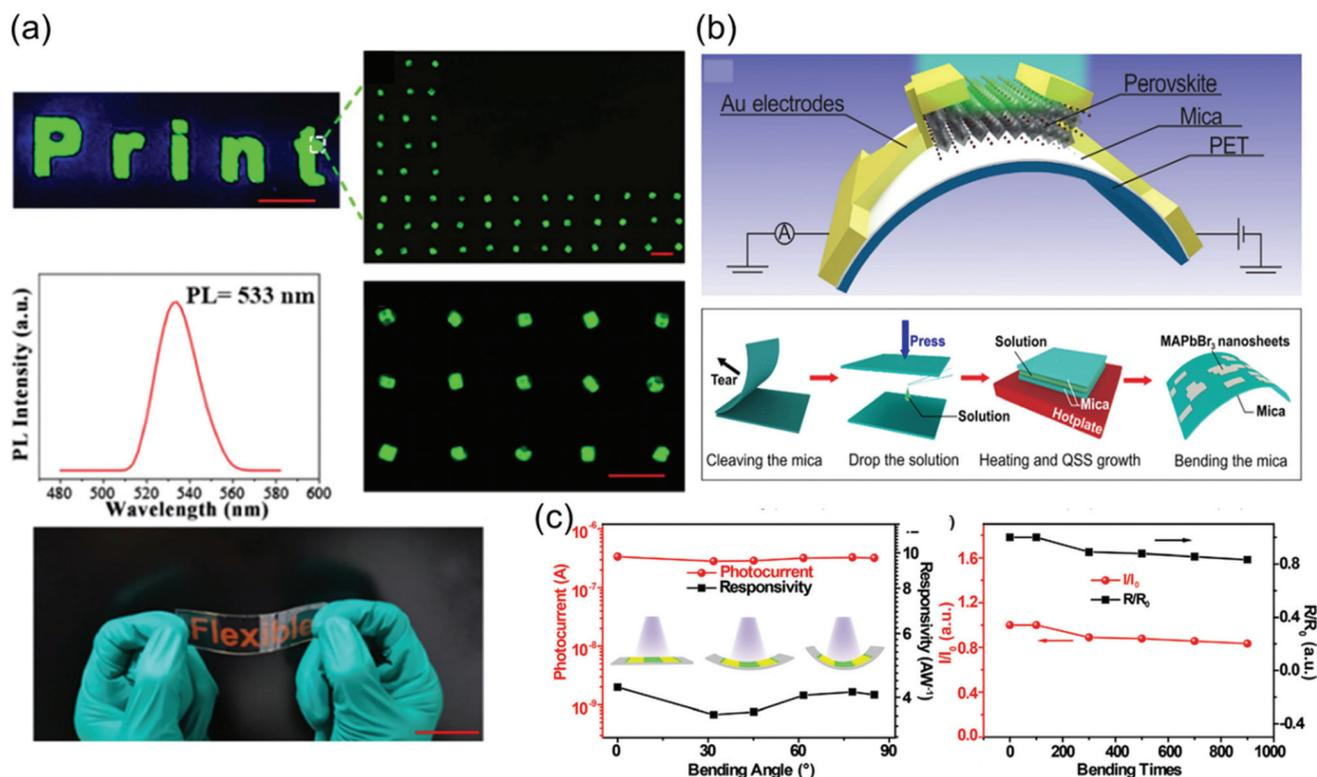 (a)
Print
PL= 533 nm
PL Intensity (a.u.)
480 500 520 540 560 580 600
Wavelength (nm)
Flexible
(b)
Au electrodes
Perovskite
Mica
PET
A
Tear
Press
Solution
Solution
Mica
Hotplate
MAPbBr₃ nanosheets
Mica
Cleaving the mica
Drop the solution
Heating and QSS growth
Bending the mica
(c)
Photocurrent (A)
10⁻⁶
10⁻⁷
10⁻⁸
10⁻⁹
Photocurrent
Responsivity
10
8
6
4
Responsivity (AW⁻¹)
0 30 60 90
Bending Angle (°)
)
I/I₀ (a.u.)
1.6
1.2
0.8
0.4
0.0
I/I₀
R/R₀
0.8
0.4
0.0
-0.4
R/R₀ (a.u.)
0 200 400 600 800 1000
Bending Times